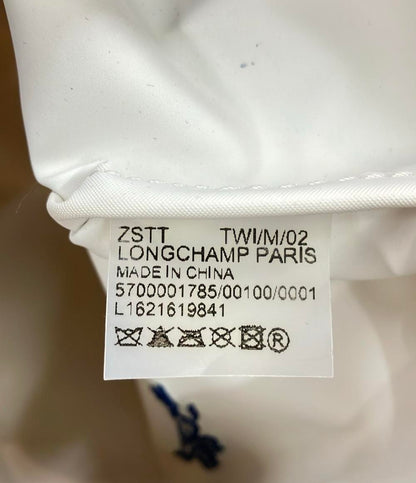 ZSTT TWI/M/02
LONGCHAMP PARIS
MADE IN CHINA
5700001785/00100/0001
L1621619841
®